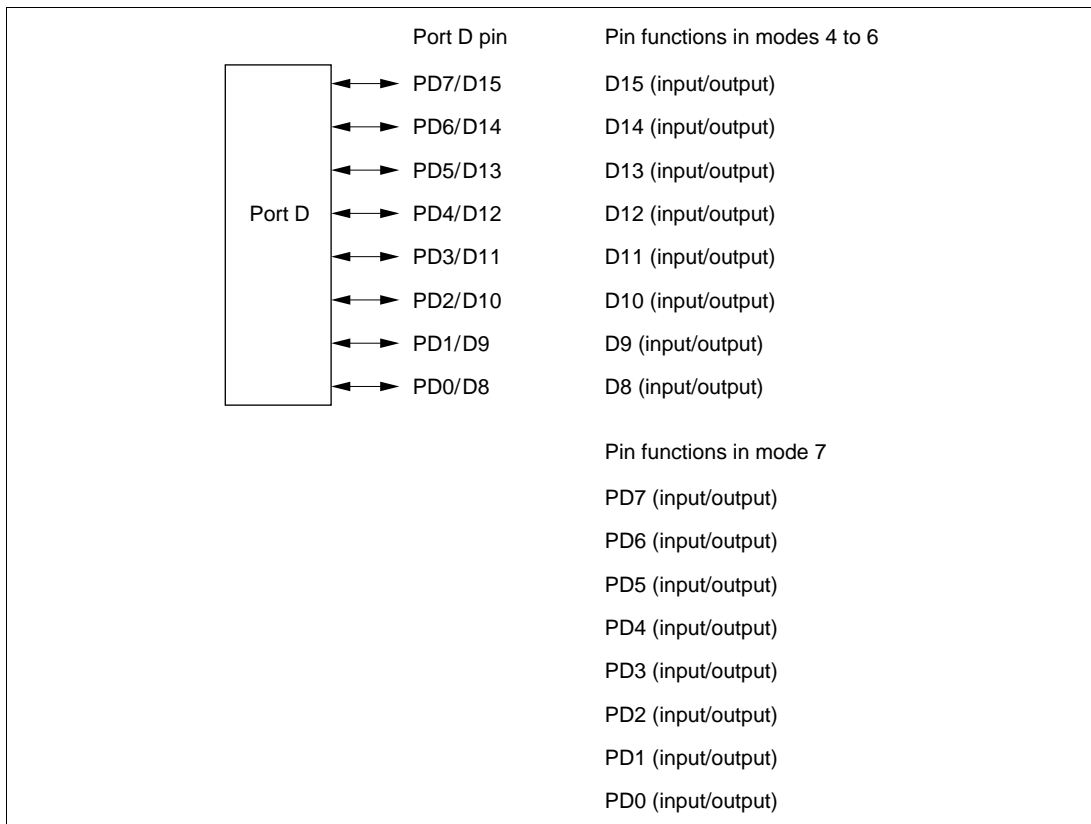 Port D pin Pin functions in modes 4 to 6
PD7/D15 D15 (input/output)
PD6/D14 D14 (input/output)
PD5/D13 D13 (input/output)
Port D PD4/D12 D12 (input/output)
PD3/D11 D11 (input/output)
PD2/D10 D10 (input/output)
PD1/D9 D9 (input/output)
PD0/D8 D8 (input/output)
Pin functions in mode 7
PD7 (input/output)
PD6 (input/output)
PD5 (input/output)
PD4 (input/output)
PD3 (input/output)
PD2 (input/output)
PD1 (input/output)
PD0 (input/output)